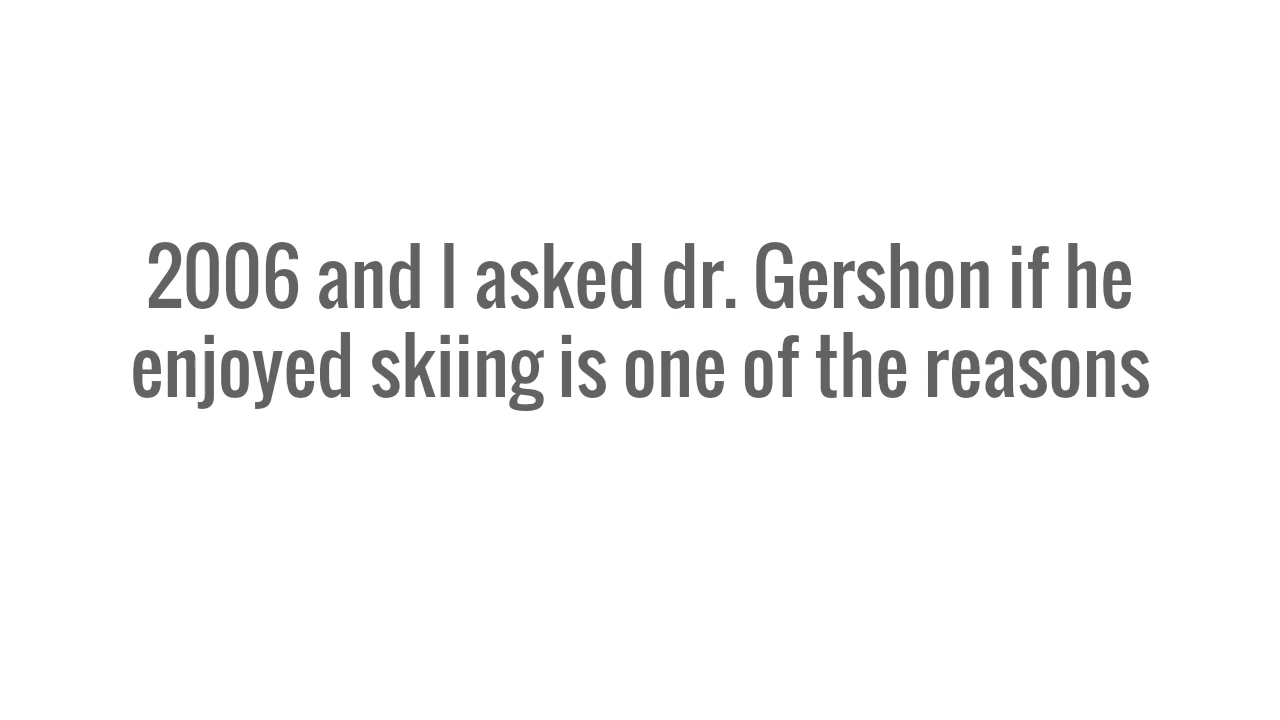 2006 and I asked dr. Gershon if he
enjoyed skiing is one of the reasons